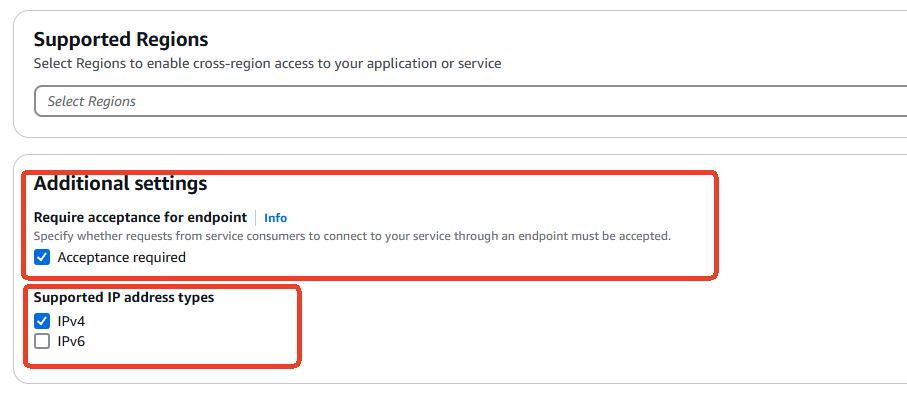 Supported Regions
Select Regions to enable cross-region access to your application or service
Select Regions
Additional settings
Require acceptance for endpoint Info
Specify whether requests from service consumers to connect to your service through an endpoint must be accepted.
Acceptance required
Supported IP address types
IPv4
IPv6